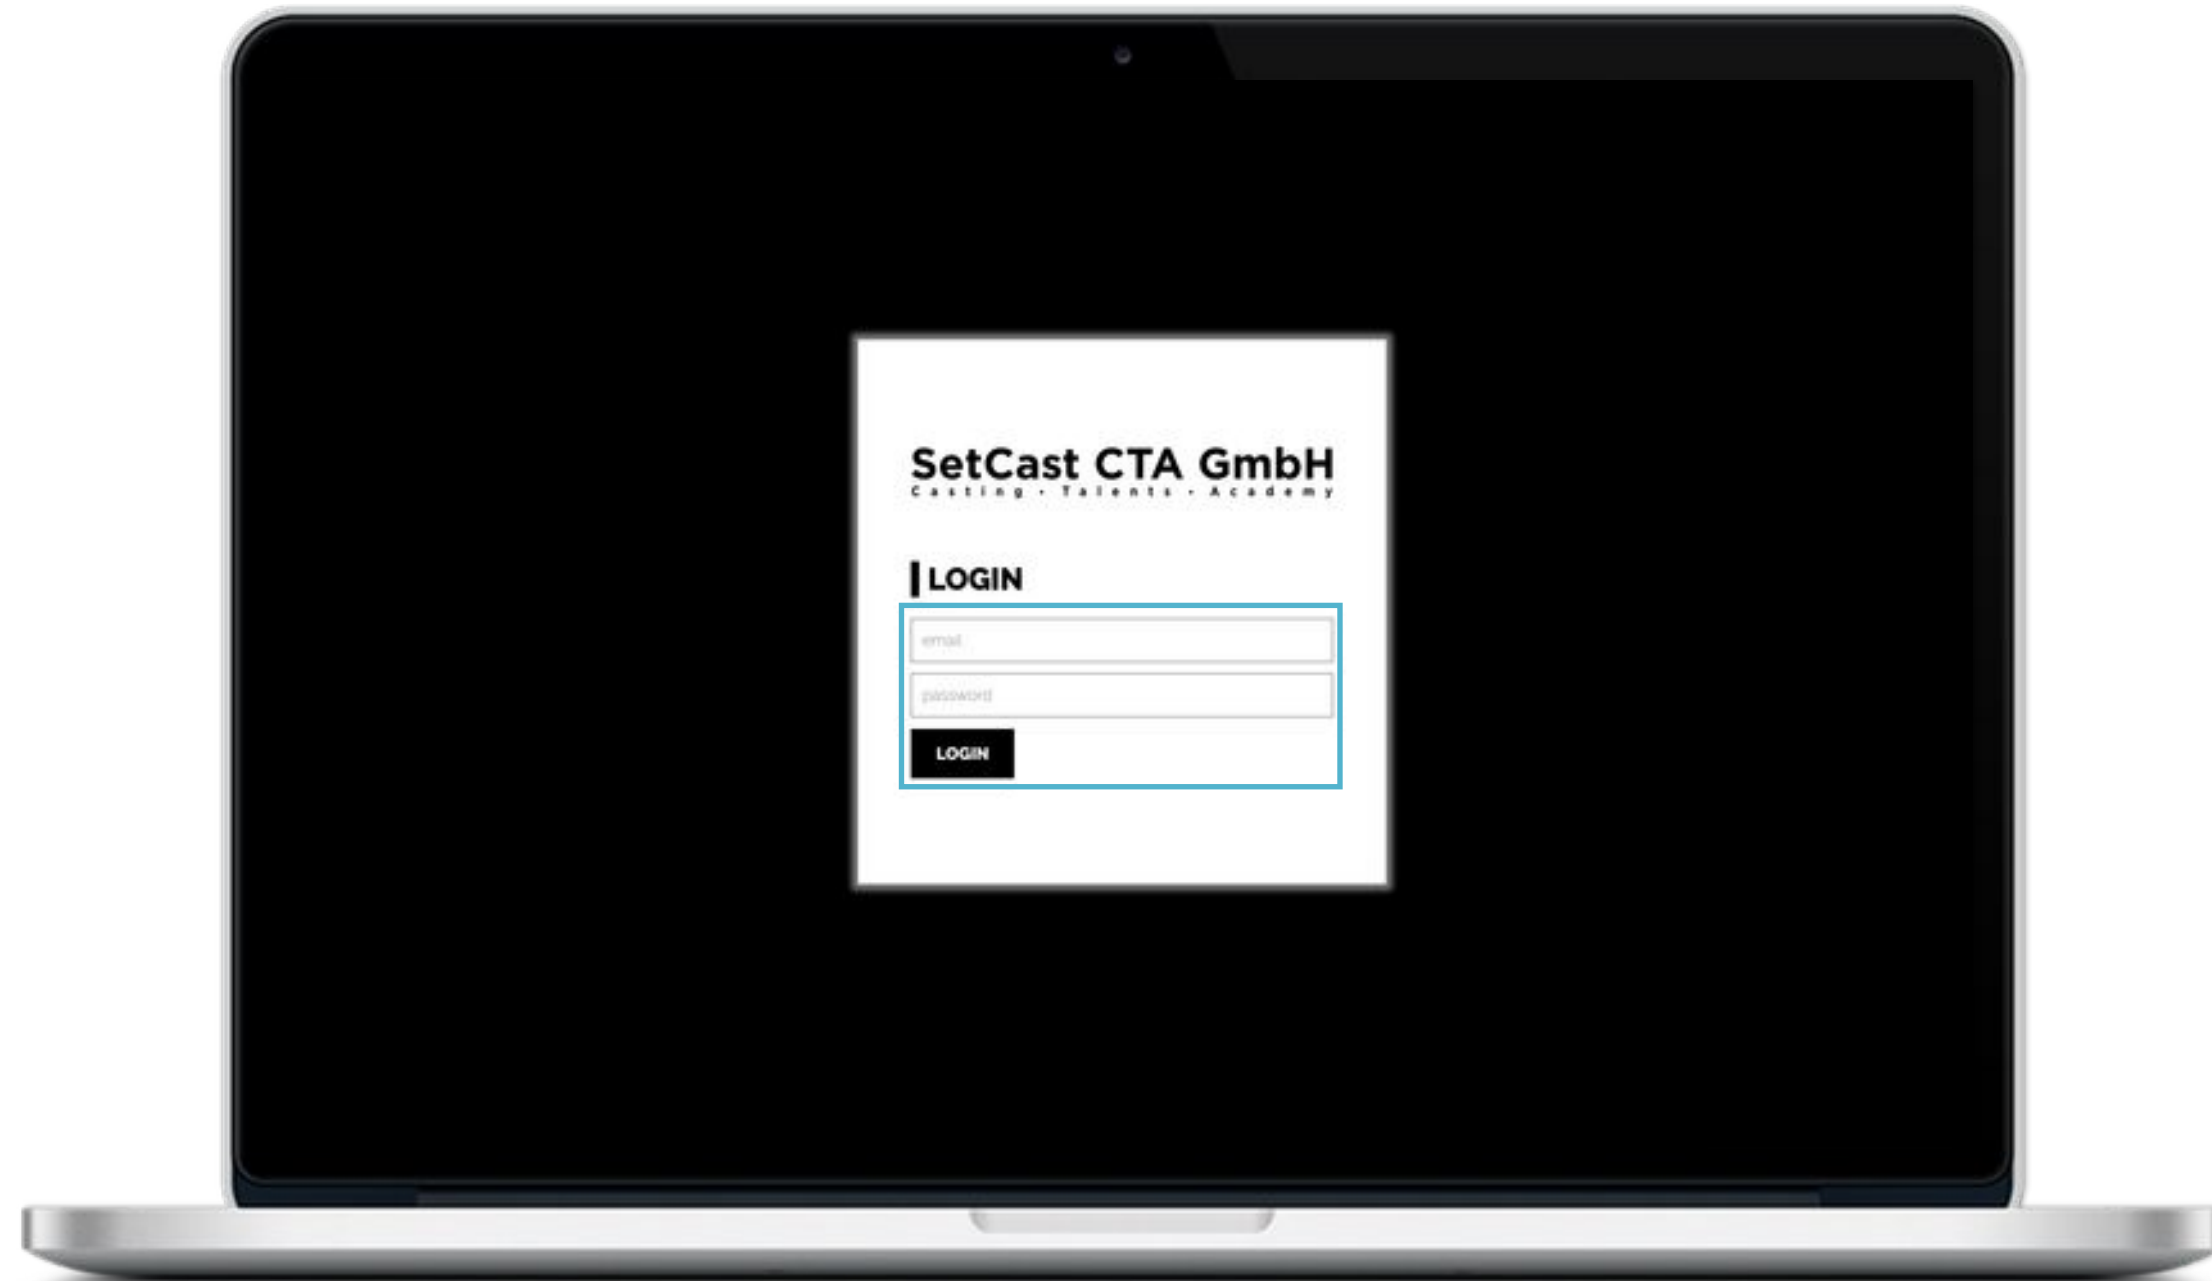 SetCast CTA GmbH
Casting · Talents · Academy
LOGIN
email
password
LOGIN